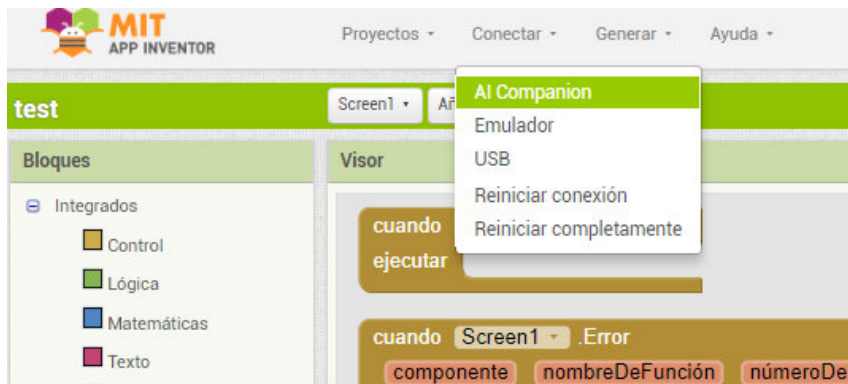 MIT
APP INVENTOR
Proyectos
Conectar
Generar
Ayuda
test
Screen1
AI Companion
Emulador
USB
Reiniciar conexión
Reiniciar completamente
Bloques
Visor
Integrados
Control
Lógica
Matemáticas
Texto
cuando
ejecutar
cuando Screen1 .Error
componente nombreDeFunción númeroDe